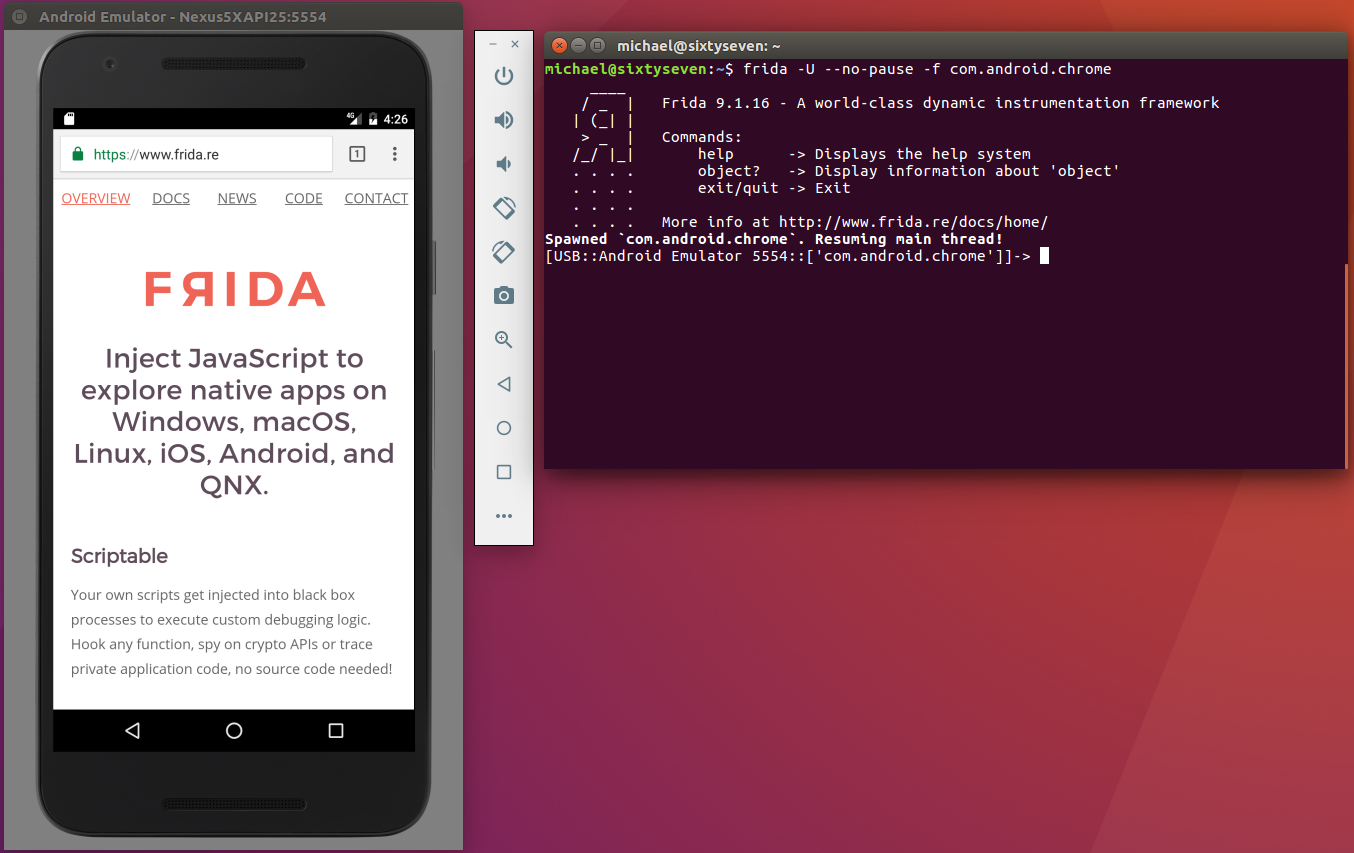 Android Emulator - Nexus5XAPI25:5554
4G 4:26
https://www.frida.re 1
OVERVIEW DOCS NEWS CODE CONTACT
FЯIDA
Inject JavaScript to
explore native apps on
Windows, macOS,
Linux, iOS, Android, and
QNX.
Scriptable
Your own scripts get injected into black box
processes to execute custom debugging logic.
Hook any function, spy on crypto APIs or trace
private application code, no source code needed!
michael@sixtyseven: ~
michael@sixtyseven:~$ frida -U --no-pause -f com.android.chrome
     ____
    / _  |   Frida 9.1.16 - A world-class dynamic instrumentation framework
   | (_| |
    > _  |   Commands:
   /_/ |_|       help      -> Displays the help system
   . . . .       object?   -> Display information about 'object'
   . . . .       exit/quit -> Exit
   . . . .
   . . . .   More info at http://www.frida.re/docs/home/
Spawned `com.android.chrome`. Resuming main thread!
[USB::Android Emulator 5554::['com.android.chrome']]->